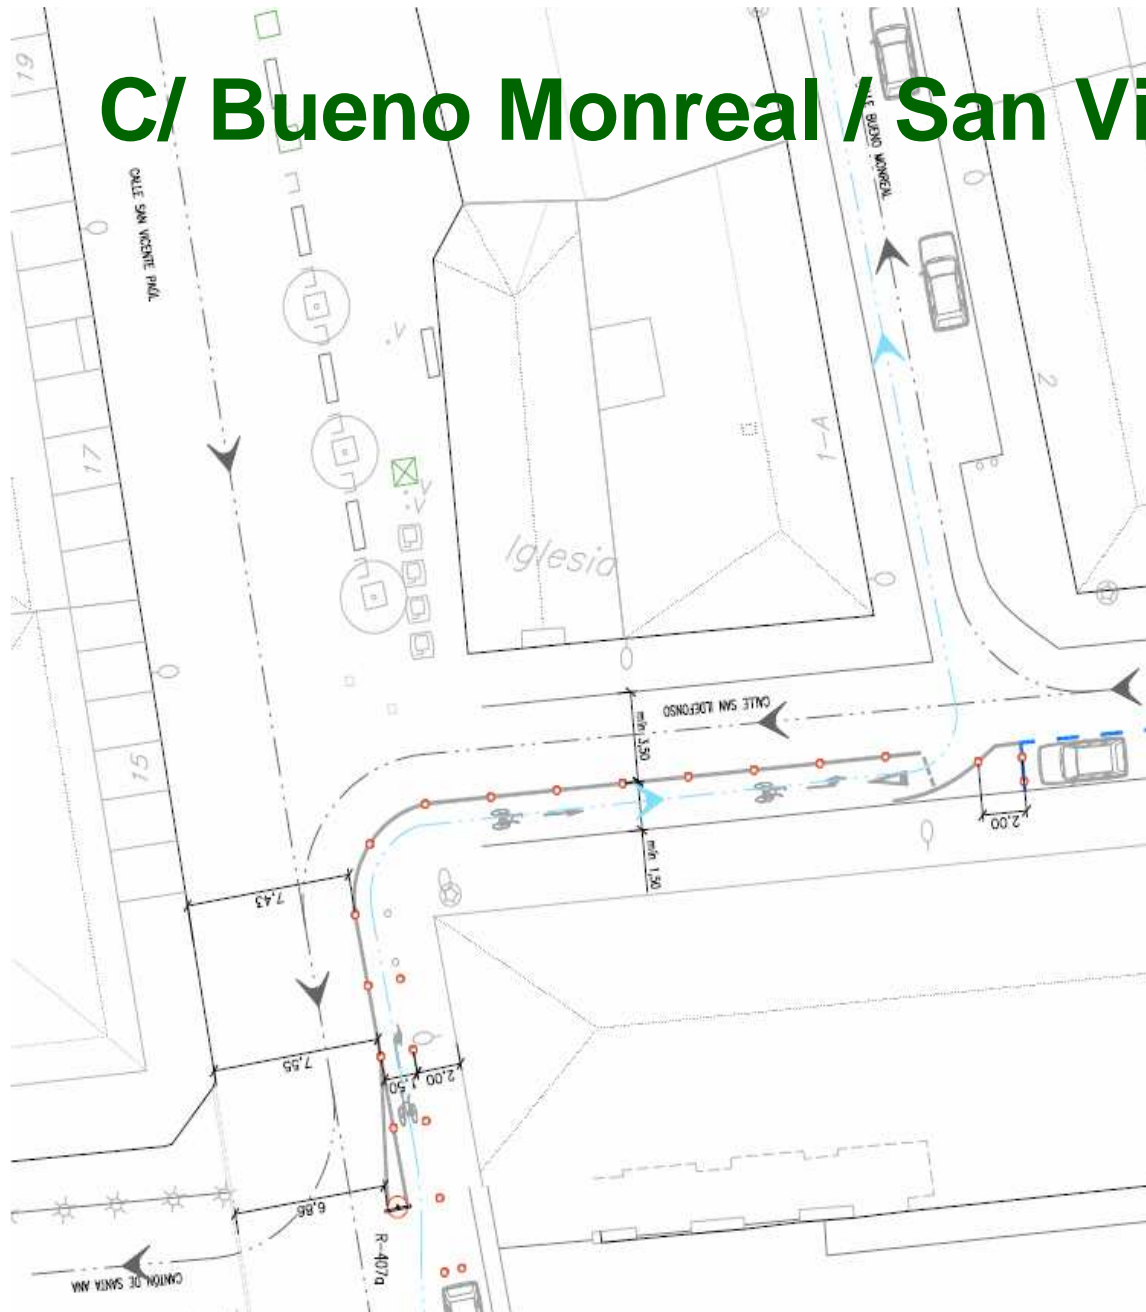 C/ Bueno Monreal / San Vi
19
CALLE SAN VICENTE PAÚL
BUENO MONREAL
2
17
1-A
Iglesia
CALLE SAN ILDEFONSO
mín 3,50
15
2.00
mín 1,50
7.43
7.55
1.50
2.00
6.86
R-407a
CANTÓN DE SANTA ANA